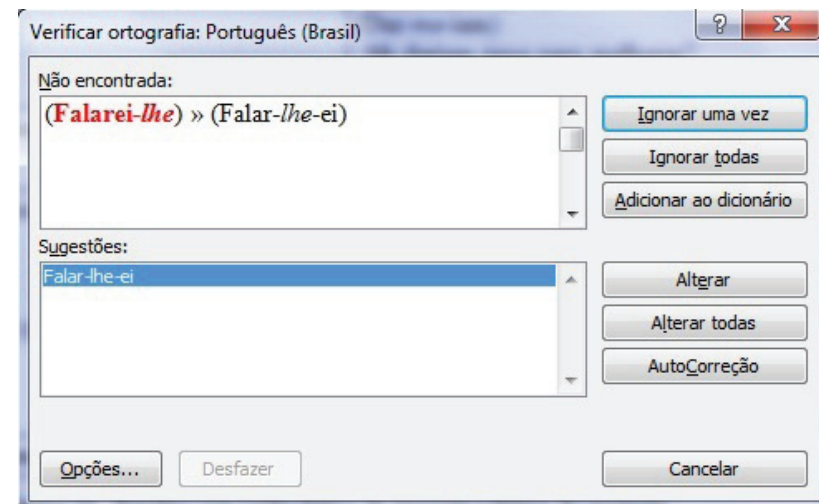 Verificar ortografia: Português (Brasil)
Não encontrada:
(Falarei-lhe) » (Falar-lhe-ei)
Ignorar uma vez
Ignorar todas
Adicionar ao dicionário
Sugestões:
Falar-lhe-ei
Alterar
Alterar todas
AutoCorreção
Opções...
Desfazer
Cancelar